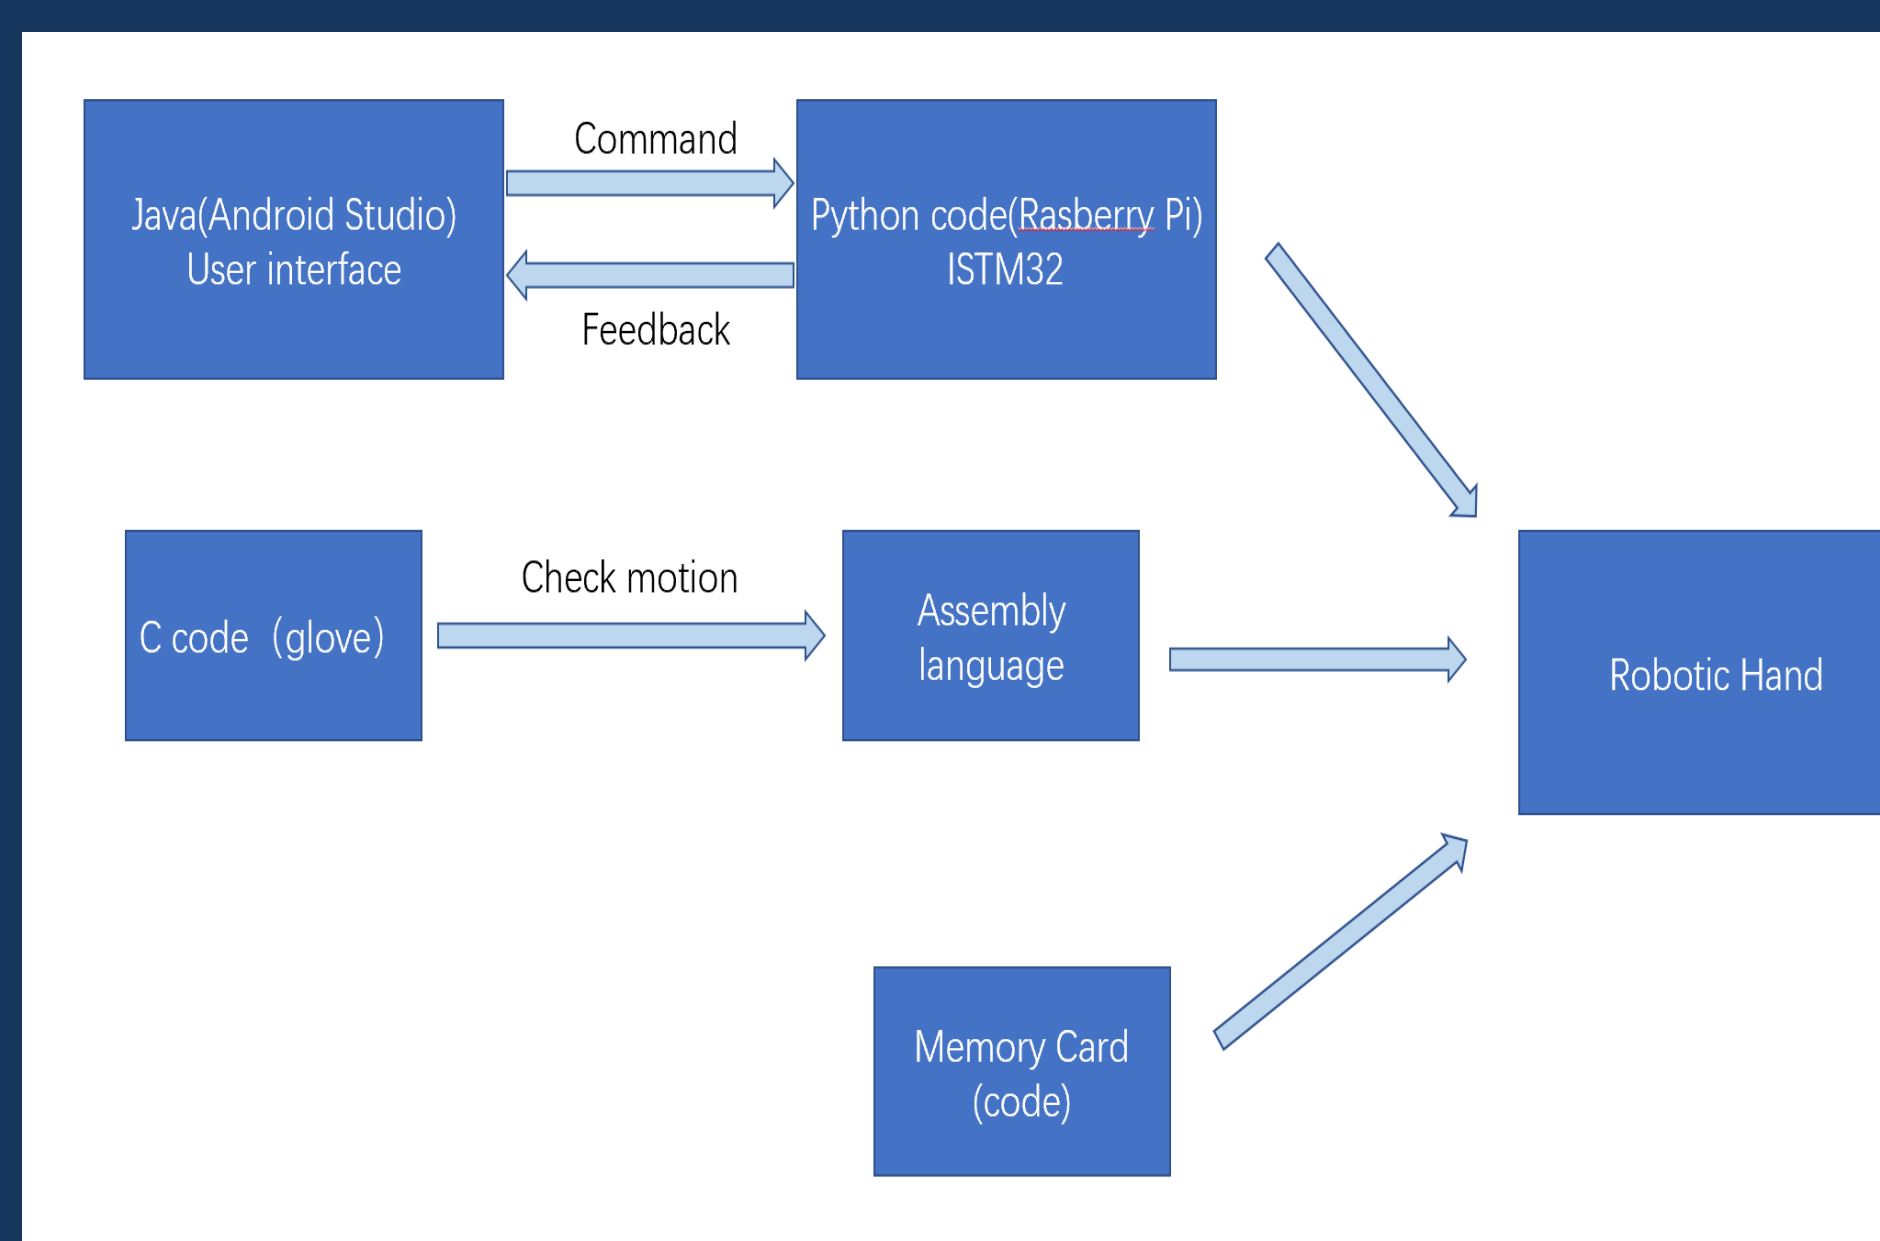 Command
Java(Android Studio)
User interface
Python code(Rasberry Pi)
ISTM32
Feedback
Check motion
C code（glove）
Assembly
language
Robotic Hand
Memory Card
(code)